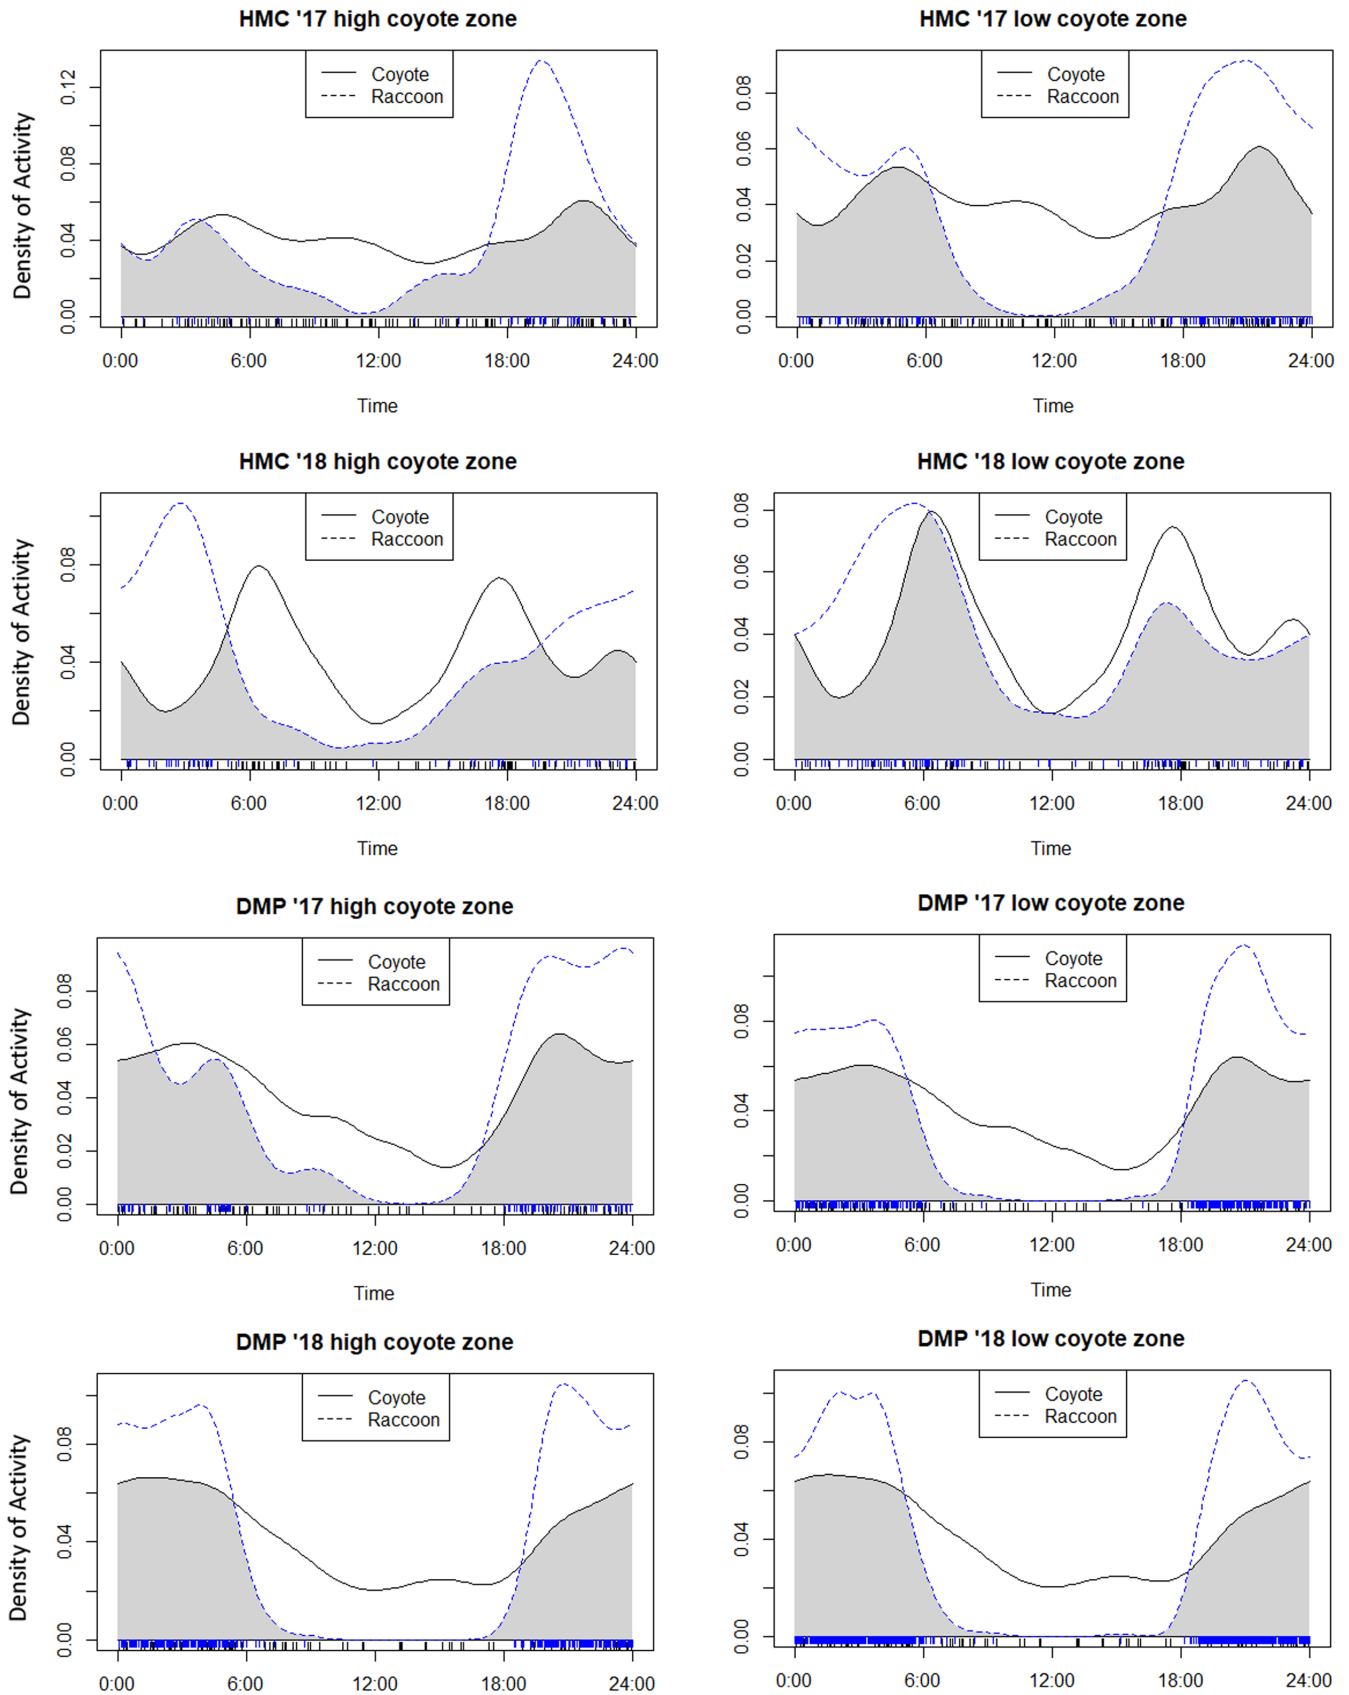 HMC '17 high coyote zone
Density of Activity
0.00 0.04 0.08 0.12
Coyote
Raccoon
0:00 6:00 12:00 18:00 24:00
Time
HMC '17 low coyote zone
0.00 0.02 0.04 0.06 0.08
Coyote
Raccoon
0:00 6:00 12:00 18:00 24:00
Time
HMC '18 high coyote zone
Density of Activity
0.00 0.04 0.08
Coyote
Raccoon
0:00 6:00 12:00 18:00 24:00
Time
HMC '18 low coyote zone
0.00 0.02 0.04 0.06 0.08
Coyote
Raccoon
0:00 6:00 12:00 18:00 24:00
Time
DMP '17 high coyote zone
Density of Activity
0.00 0.02 0.04 0.06 0.08
Coyote
Raccoon
0:00 6:00 12:00 18:00 24:00
Time
DMP '17 low coyote zone
0.00 0.04 0.08
Coyote
Raccoon
0:00 6:00 12:00 18:00 24:00
Time
DMP '18 high coyote zone
Density of Activity
0.00 0.04 0.08
Coyote
Raccoon
0:00 6:00 12:00 18:00 24:00
DMP '18 low coyote zone
0.00 0.04 0.08
Coyote
Raccoon
0:00 6:00 12:00 18:00 24:00